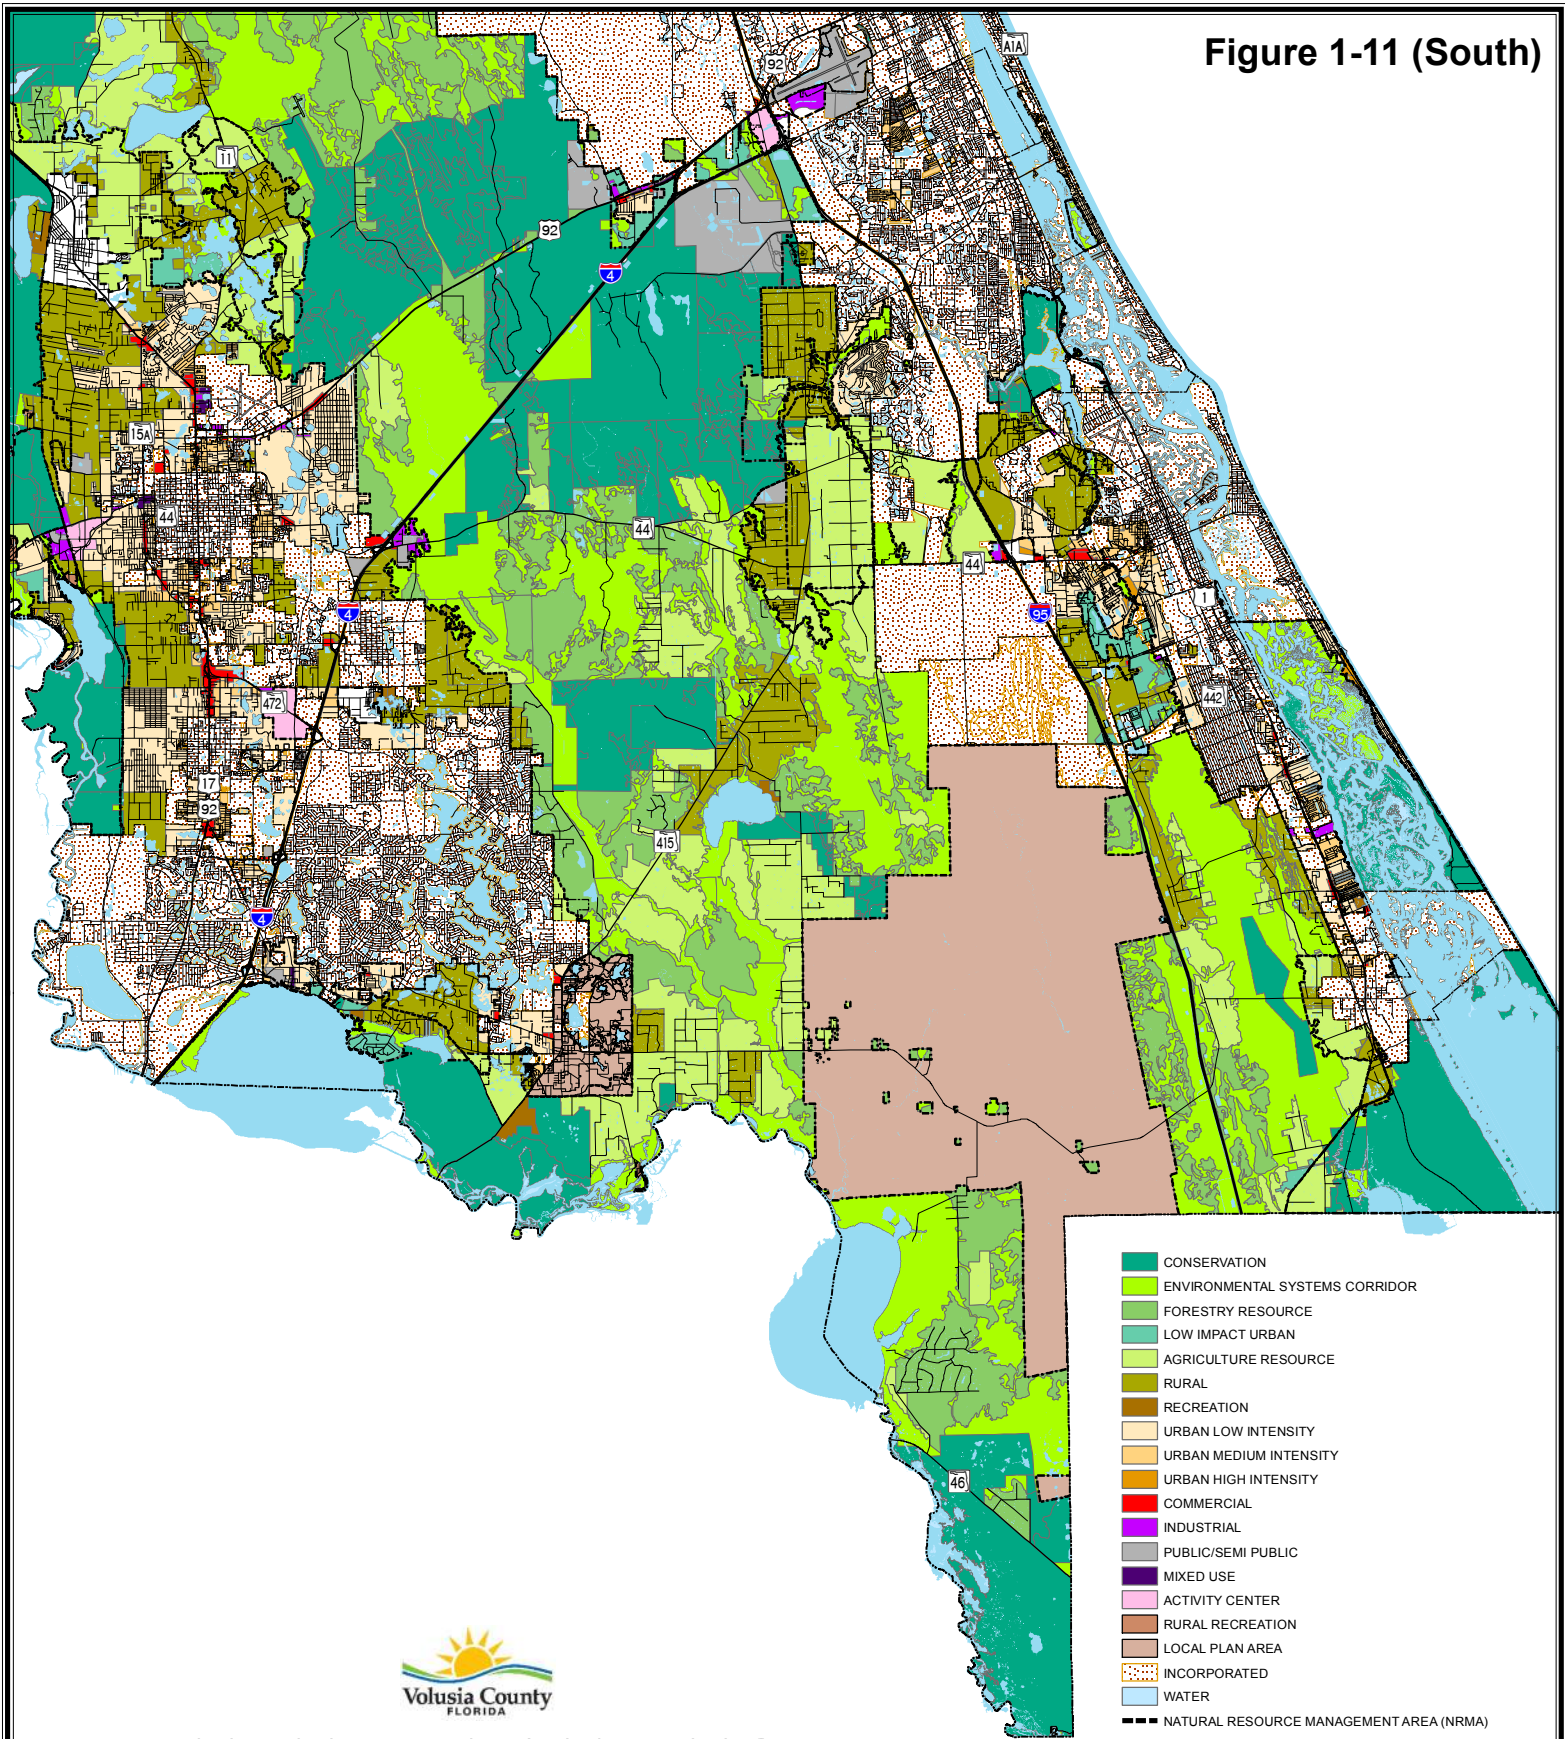 Figure 1-11 (South)
A1A
92
11
92
4
15A
44
44
44
4
95
1
472
442
17
92
415
4
46
CONSERVATION
ENVIRONMENTAL SYSTEMS CORRIDOR
FORESTRY RESOURCE
LOW IMPACT URBAN
AGRICULTURE RESOURCE
RURAL
RECREATION
URBAN LOW INTENSITY
URBAN MEDIUM INTENSITY
URBAN HIGH INTENSITY
COMMERCIAL
INDUSTRIAL
PUBLIC/SEMI PUBLIC
MIXED USE
ACTIVITY CENTER
RURAL RECREATION
LOCAL PLAN AREA
INCORPORATED
WATER
NATURAL RESOURCE MANAGEMENT AREA (NRMA)
Volusia County
FLORIDA